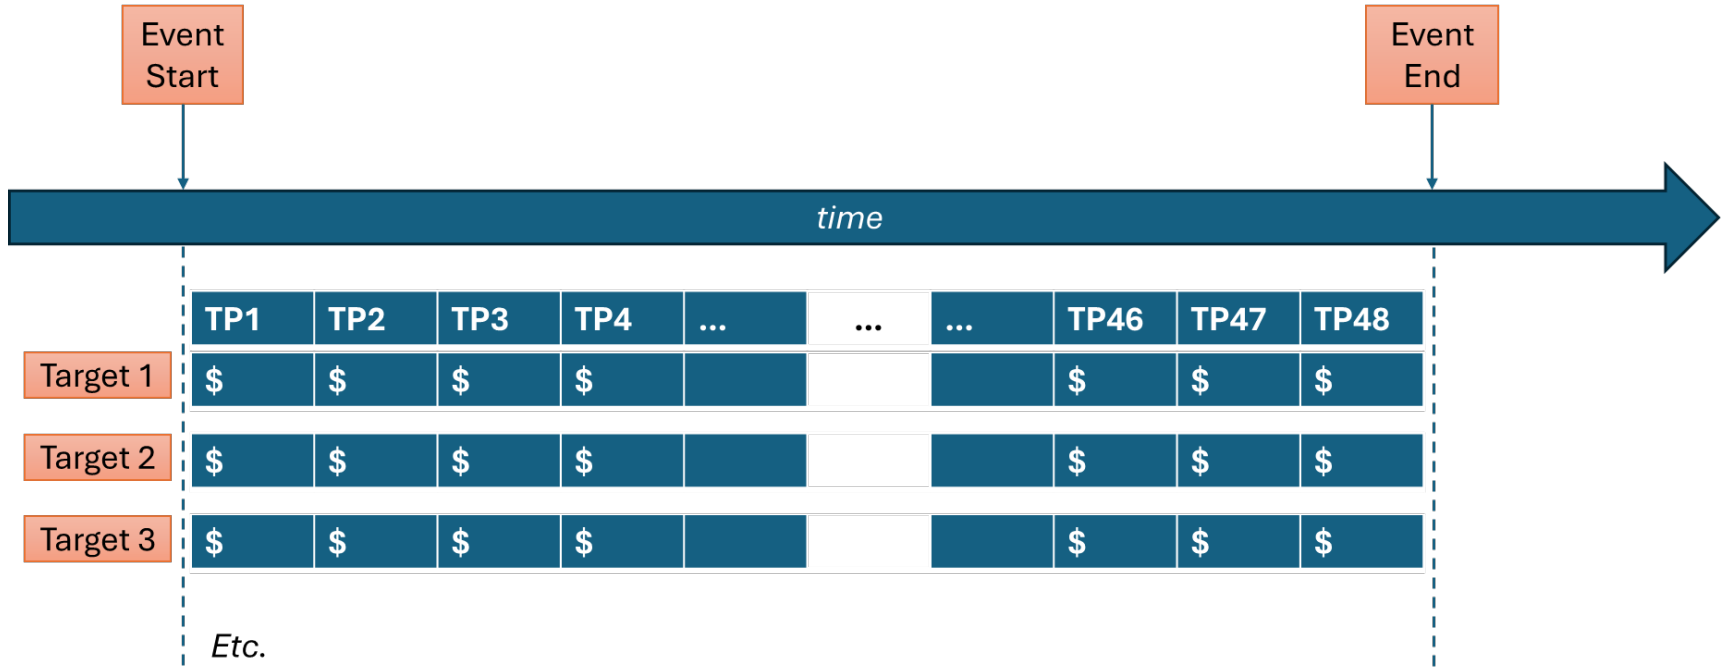 Event
Start
Event
End
time
TP1 TP2 TP3 TP4 ... ... ... TP46 TP47 TP48
Target 1 $ $ $ $ $ $ $
Target 2 $ $ $ $ $ $ $
Target 3 $ $ $ $ $ $ $
Etc.